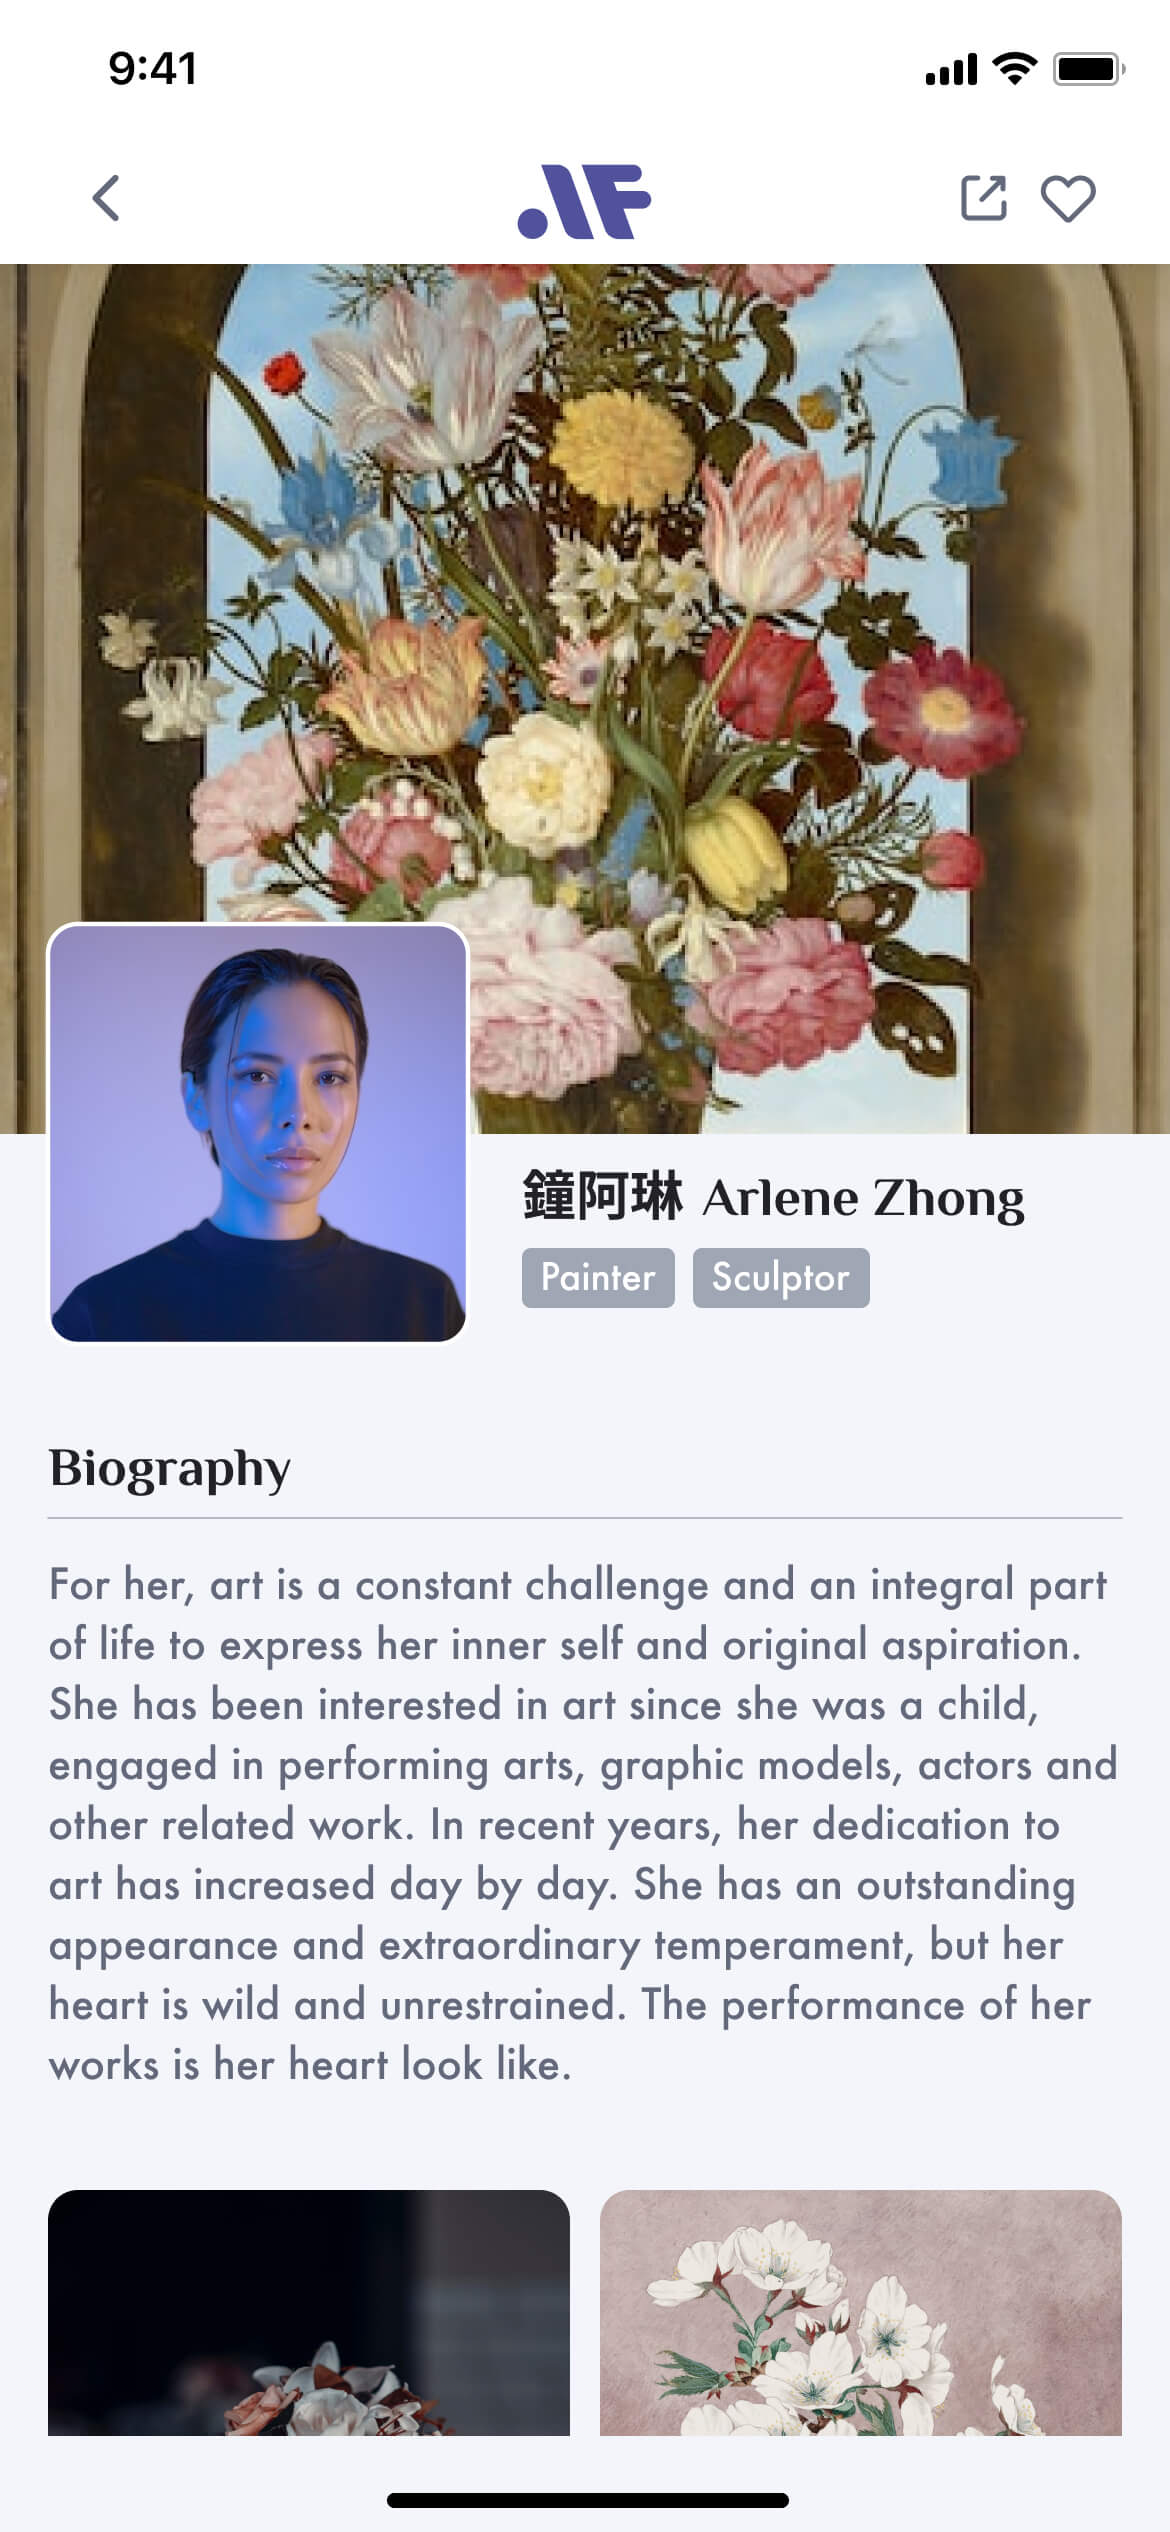 9:41
鐘阿琳 Arlene Zhong
Painter Sculptor
Biography
For her, art is a constant challenge and an integral part
of life to express her inner self and original aspiration.
She has been interested in art since she was a child,
engaged in performing arts, graphic models, actors and
other related work. In recent years, her dedication to
art has increased day by day. She has an outstanding
appearance and extraordinary temperament, but her
heart is wild and unrestrained. The performance of her
works is her heart look like.